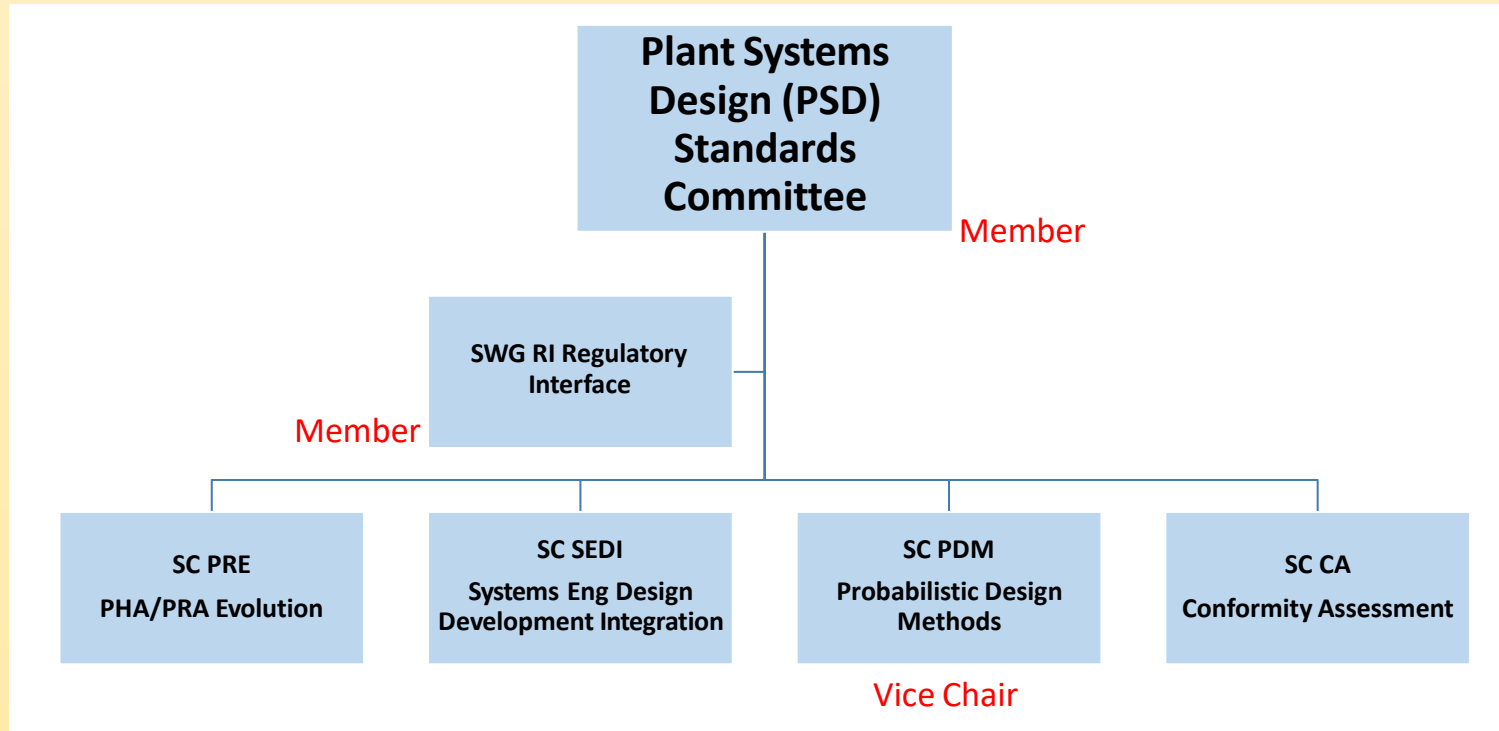 Plant Systems
Design (PSD)
Standards
Committee
Member
SWG RI Regulatory
Interface
Member
SC PRE
PHA/PRA Evolution
SC SEDI
Systems Eng Design
Development Integration
SC PDM
Probabilistic Design
Methods
Vice Chair
SC CA
Conformity Assessment